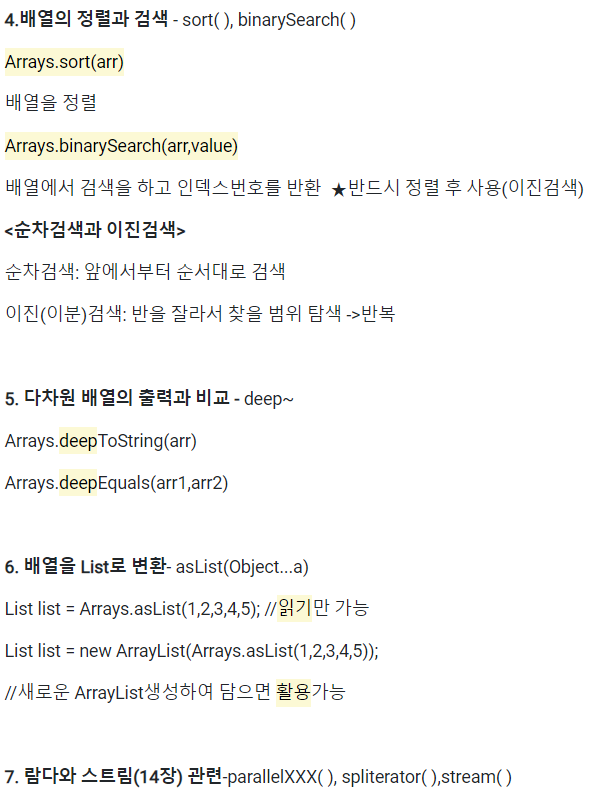 4.배열의 정렬과 검색 - sort( ), binarySearch( )
Arrays.sort(arr)
배열을 정렬
Arrays.binarySearch(arr,value)
배열에서 검색을 하고 인덱스번호를 반환 ★반드시 정렬 후 사용(이진검색)
<순차검색과 이진검색>
순차검색: 앞에서부터 순서대로 검색
이진(이분)검색: 반을 잘라서 찾을 범위 탐색 ->반복
5. 다차원 배열의 출력과 비교 - deep~
Arrays.deepToString(arr)
Arrays.deepEquals(arr1,arr2)
6. 배열을 List로 변환- asList(Object...a)
List list = Arrays.asList(1,2,3,4,5); //읽기만 가능
List list = new ArrayList(Arrays.asList(1,2,3,4,5));
//새로운 ArrayList생성하여 담으면 활용가능
7. 람다와 스트림(14장) 관련-parallelXXX( ), spliterator( ),stream( )